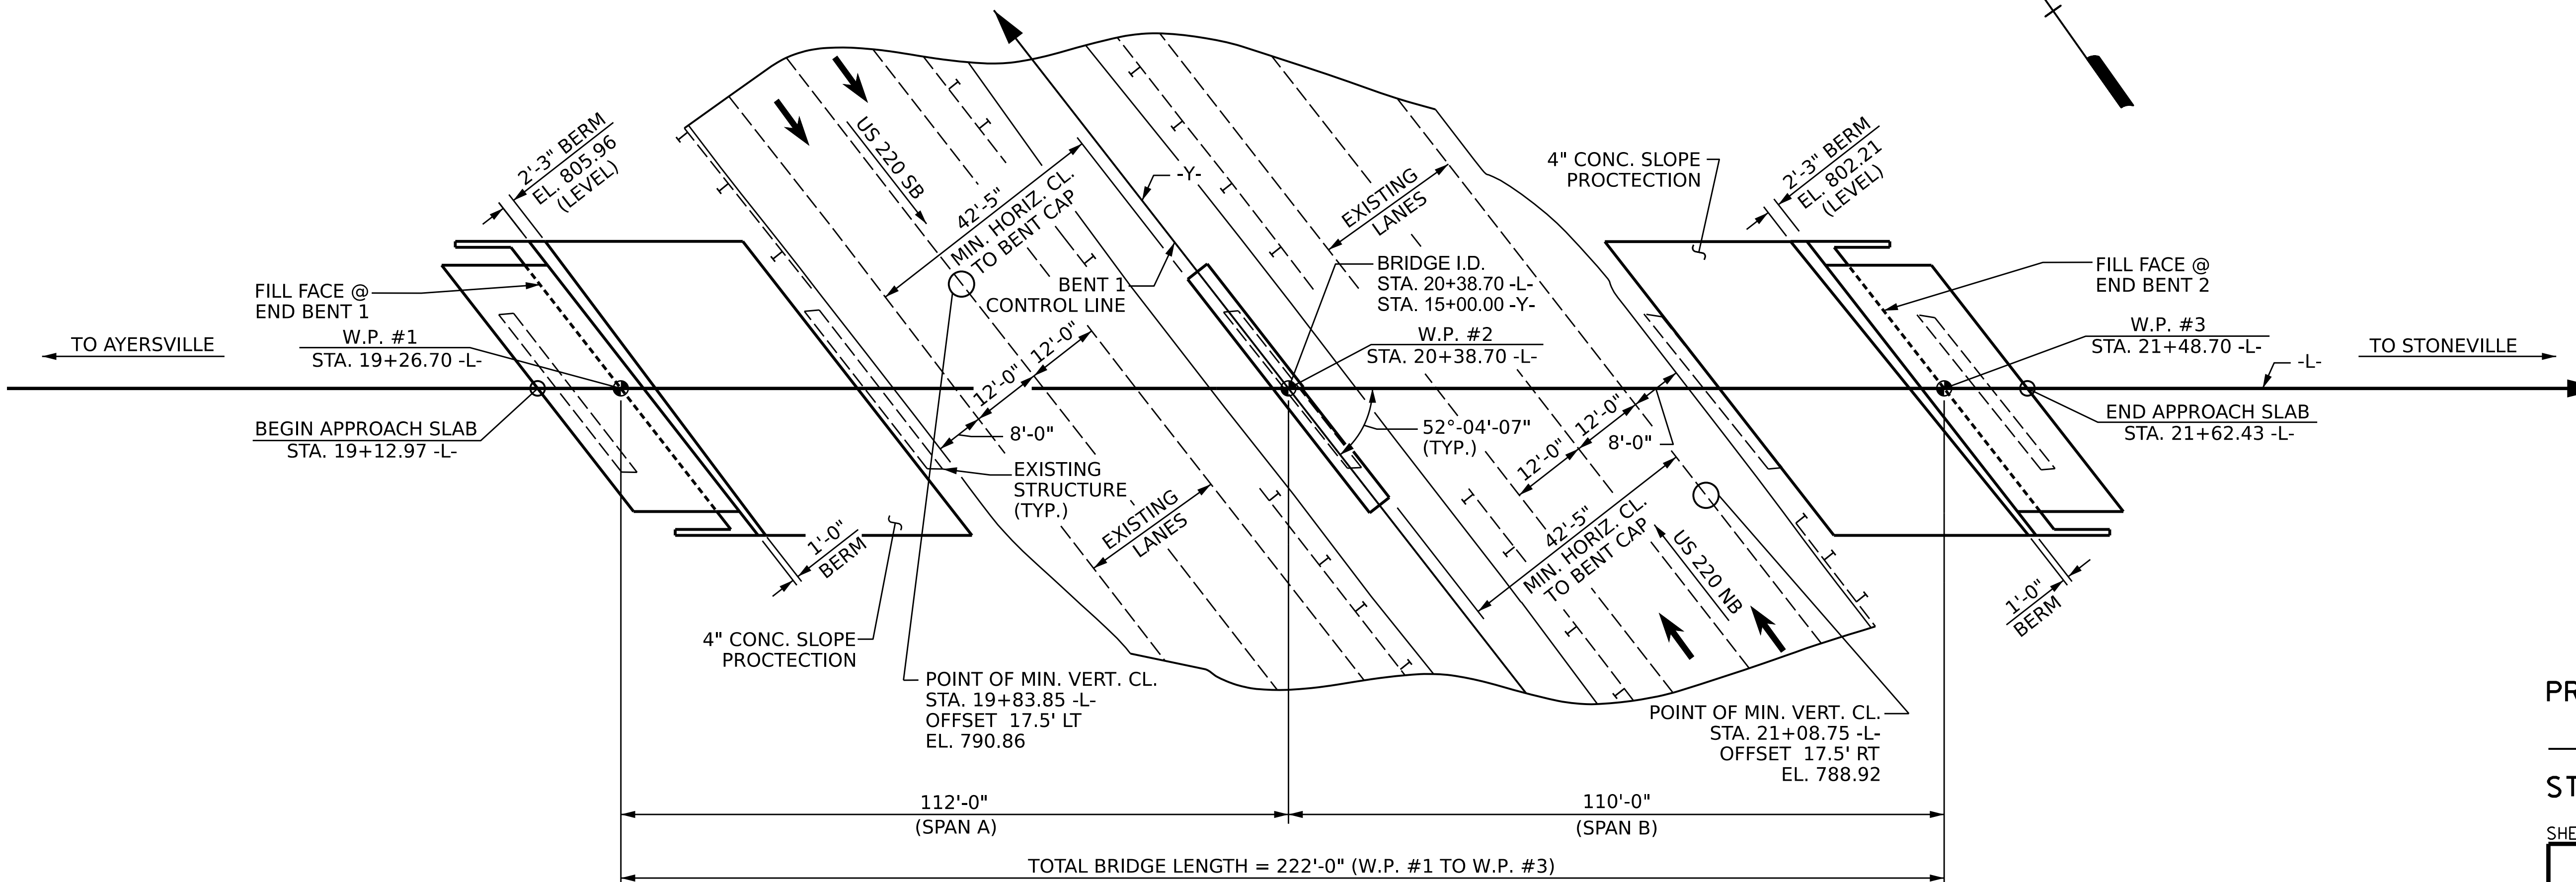 2'-3" BERM
EL. 805.96
(LEVEL)
US 220 SB
42'-5"
MIN. HORIZ. CL.
TO BENT CAP
-Y-
EXISTING
LANES
4" CONC. SLOPE
PROCTECTION
2'-3" BERM
EL. 802.21
(LEVEL)
FILL FACE @
END BENT 1
BENT 1
CONTROL LINE
BRIDGE I.D.
STA. 20+38.70 -L-
STA. 15+00.00 -Y-
FILL FACE @
END BENT 2
TO AYERSVILLE
W.P. #1
STA. 19+26.70 -L-
12'-0"
12'-0"
W.P. #2
STA. 20+38.70 -L-
W.P. #3
STA. 21+48.70 -L-
-L-
TO STONEVILLE
BEGIN APPROACH SLAB
STA. 19+12.97 -L-
8'-0"
52°-04'-07"
(TYP.)
12'-0"
12'-0"
8'-0"
END APPROACH SLAB
STA. 21+62.43 -L-
EXISTING
STRUCTURE
(TYP.)
EXISTING
LANES
42'-5"
MIN. HORIZ. CL.
TO BENT CAP
US 220 NB
1'-0"
BERM
1'-0"
BERM
4" CONC. SLOPE
PROCTECTION
POINT OF MIN. VERT. CL.
STA. 19+83.85 -L-
OFFSET 17.5' LT
EL. 790.86
POINT OF MIN. VERT. CL.
STA. 21+08.75 -L-
OFFSET 17.5' RT
EL. 788.92
PR
ST
SHE
112'-0"
(SPAN A)
110'-0"
(SPAN B)
TOTAL BRIDGE LENGTH = 222'-0" (W.P. #1 TO W.P. #3)